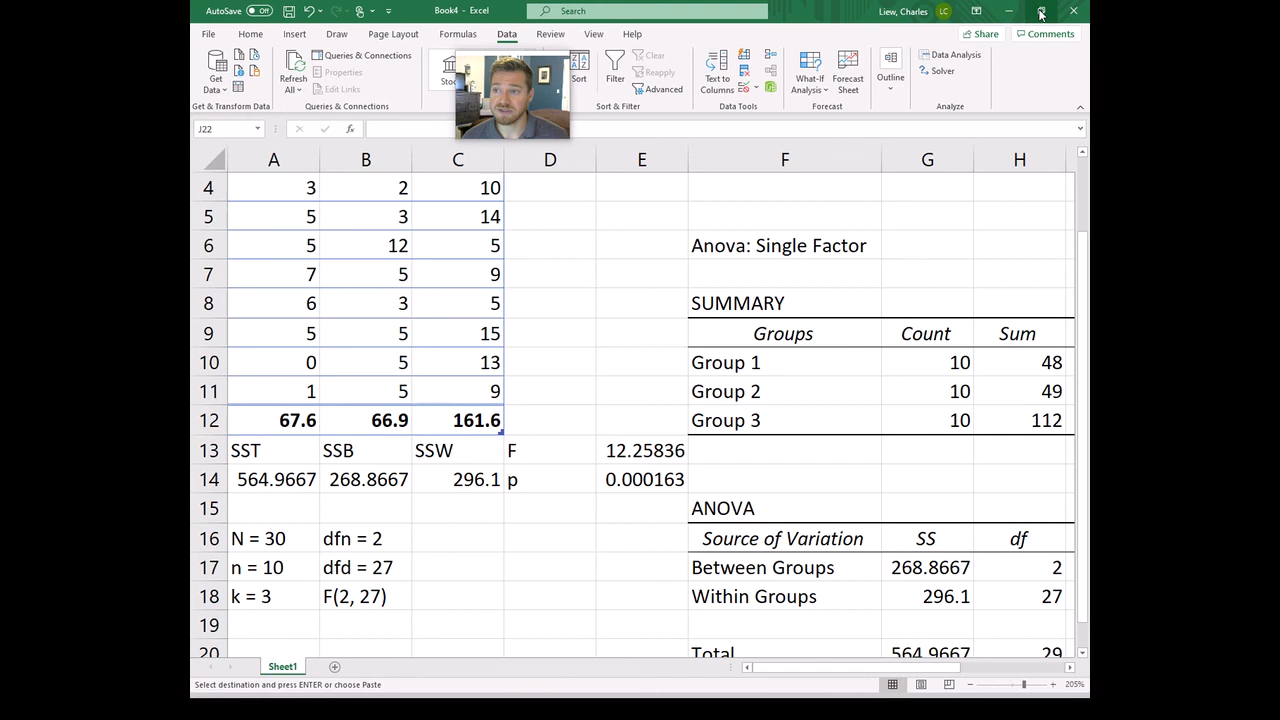 AutoSave Off Book4 - Excel Search Liew, Charles LC
File Home Insert Draw Page Layout Formulas Data Review View Help Share Comments
Get Data Refresh All Queries & Connections Properties Edit Links Sort Filter Clear Reapply Advanced Text to Columns What-If Analysis Forecast Sheet Outline Data Analysis Solver
Get & Transform Data Queries & Connections Sort & Filter Data Tools Forecast Analyze
J22 fx
A B C D E F G H
4 3 2 10
5 5 3 14
6 5 12 5 Anova: Single Factor
7 7 5 9
8 6 3 5 SUMMARY
9 5 5 15 Groups Count Sum
10 0 5 13 Group 1 10 48
11 1 5 9 Group 2 10 49
12 67.6 66.9 161.6 Group 3 10 112
13 SST SSB SSW F 12.25836
14 564.9667 268.8667 296.1 p 0.000163
15 ANOVA
16 N = 30 dfn = 2 Source of Variation SS df
17 n = 10 dfd = 27 Between Groups 268.8667 2
18 k = 3 F(2, 27) Within Groups 296.1 27
19
20 Total 564.9667 29
Sheet1
Select destination and press ENTER or choose Paste 205%